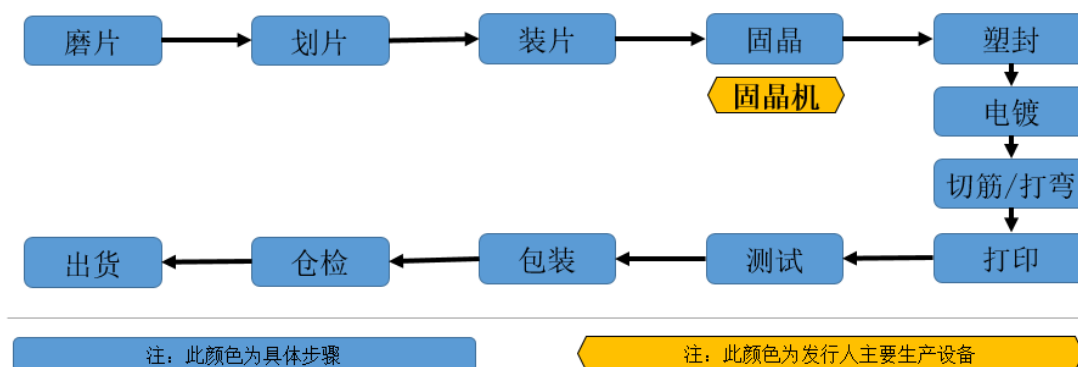 磨片
划片
装片
固晶
塑封
固晶机
电镀
切筋/打弯
出货
仓检
包装
测试
打印
注：此颜色为具体步骤
注：此颜色为发行人主要生产设备